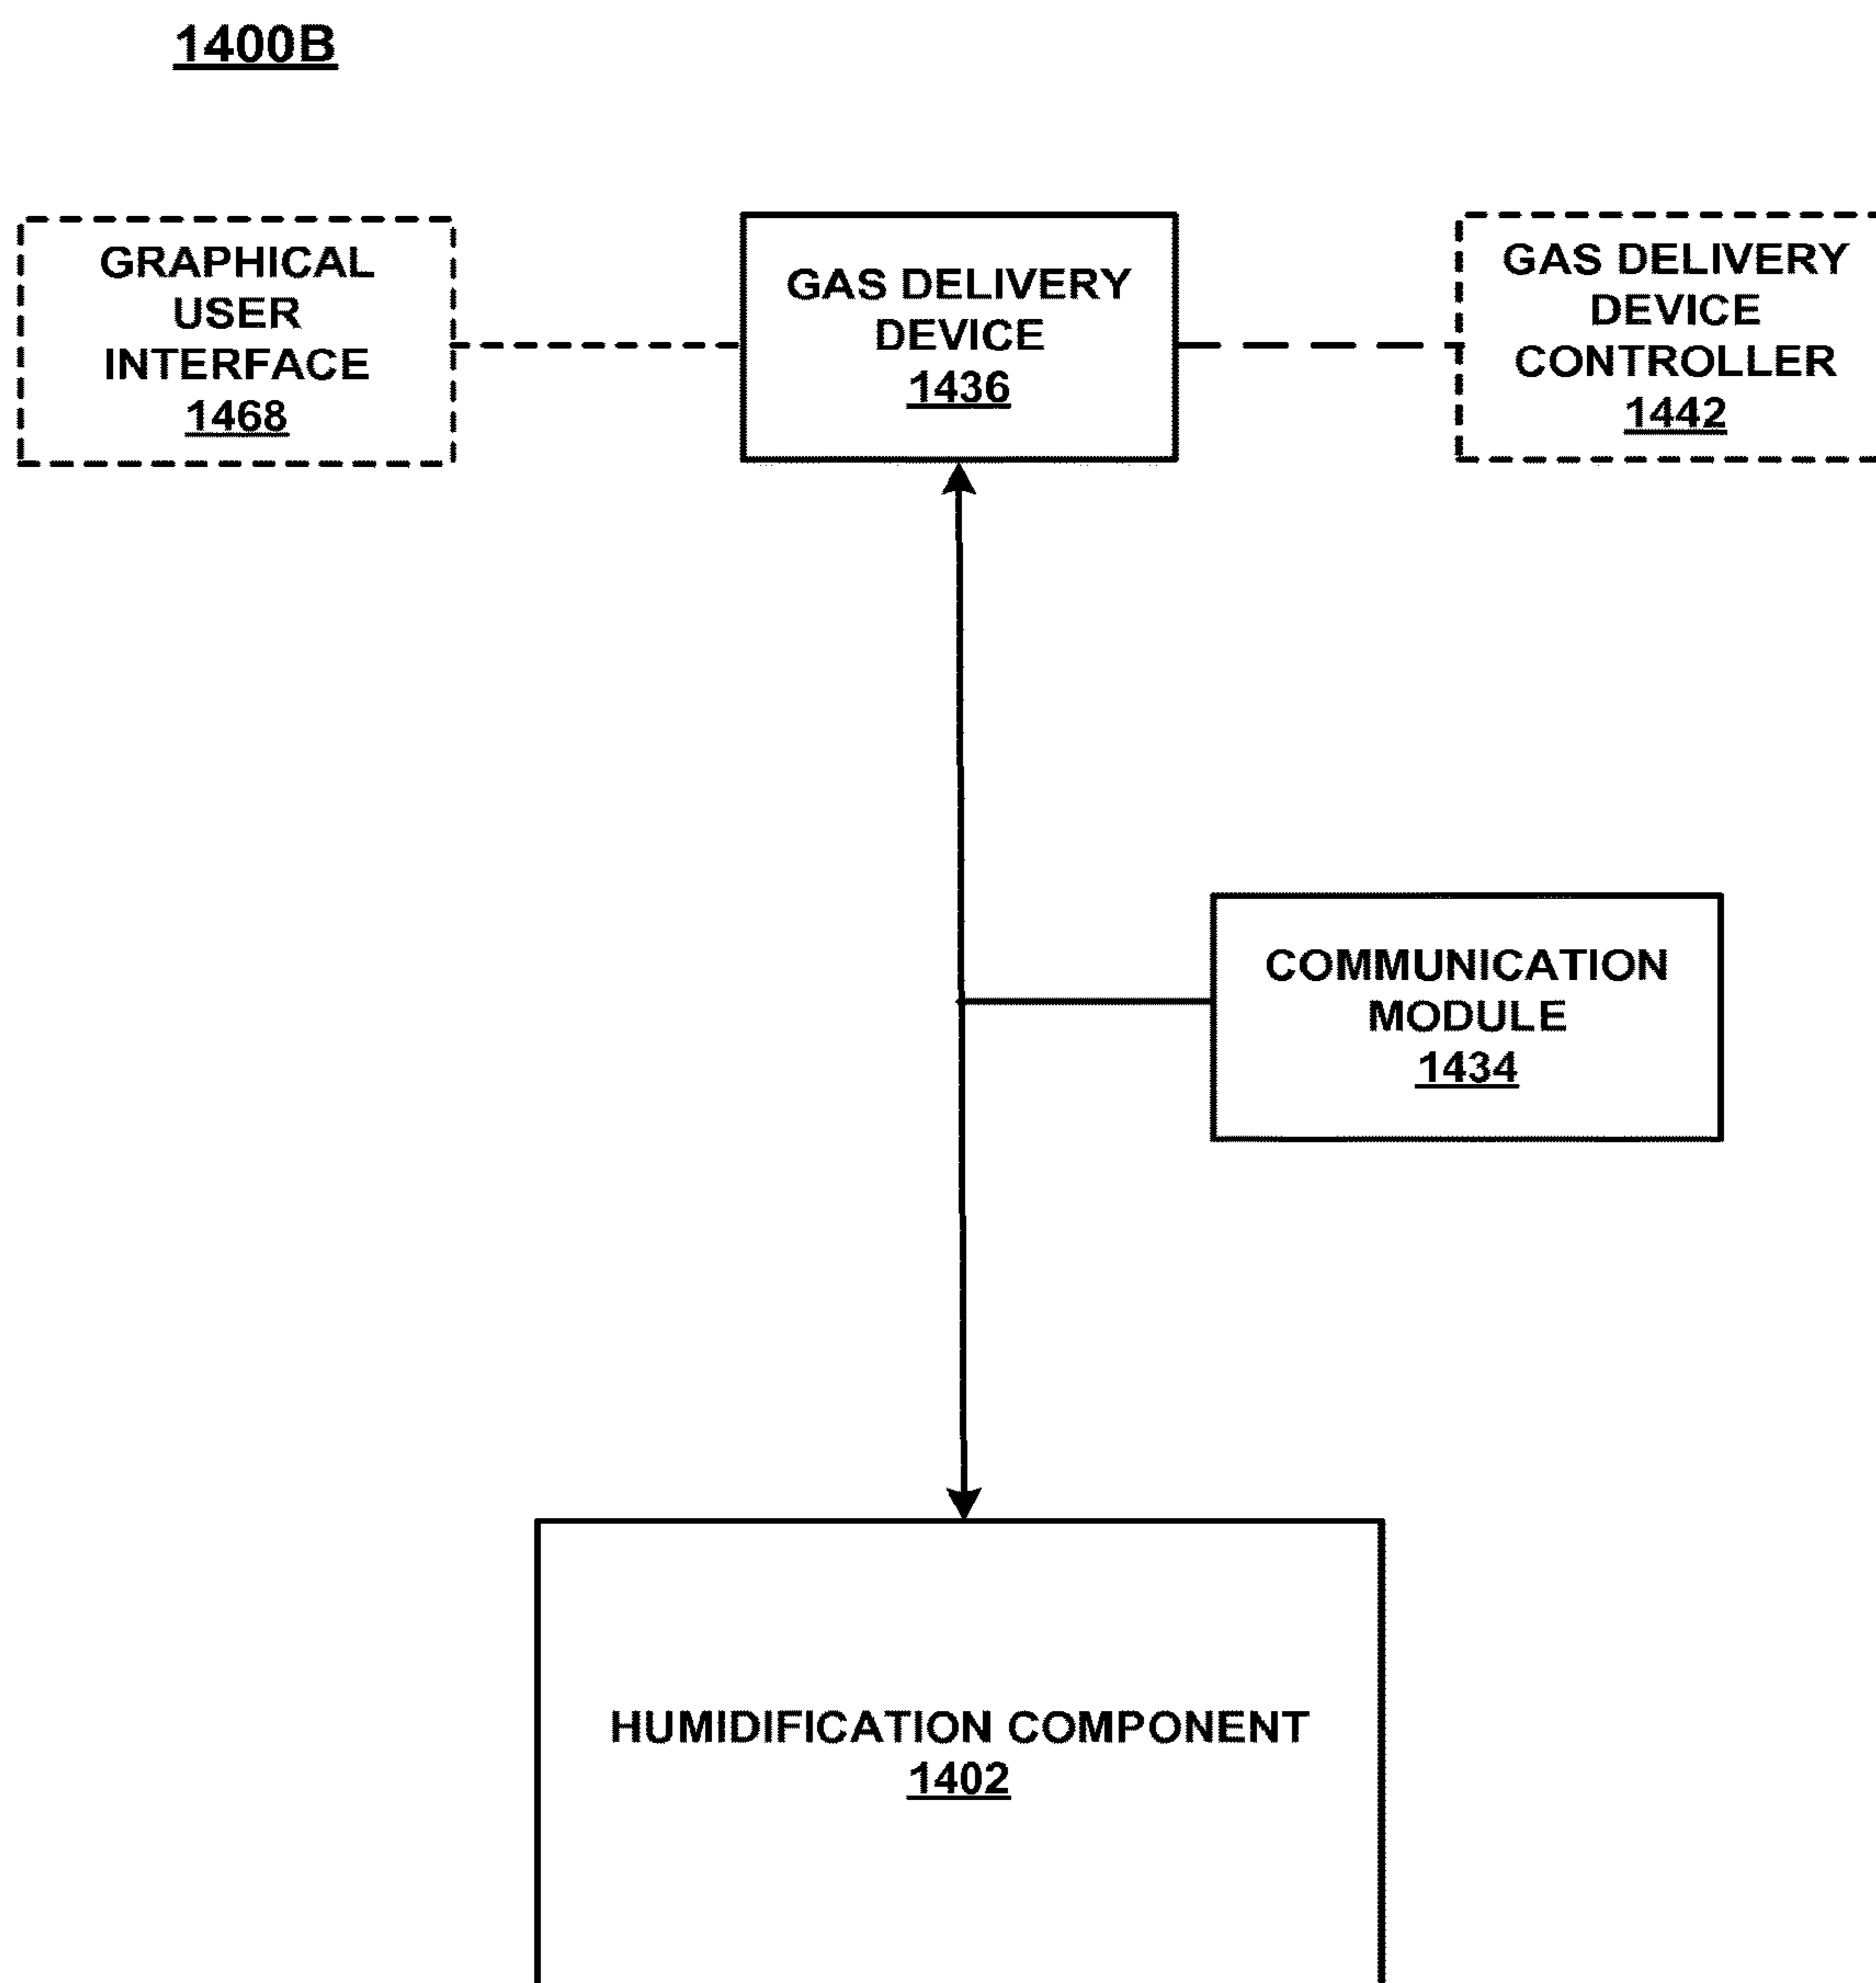 1400B
GRAPHICAL
USER
INTERFACE
1468
GAS DELIVERY
DEVICE
1436
GAS DELIVERY
DEVICE
CONTROLLER
1442
COMMUNICATION
MODULE
1434
HUMIDIFICATION COMPONENT
1402